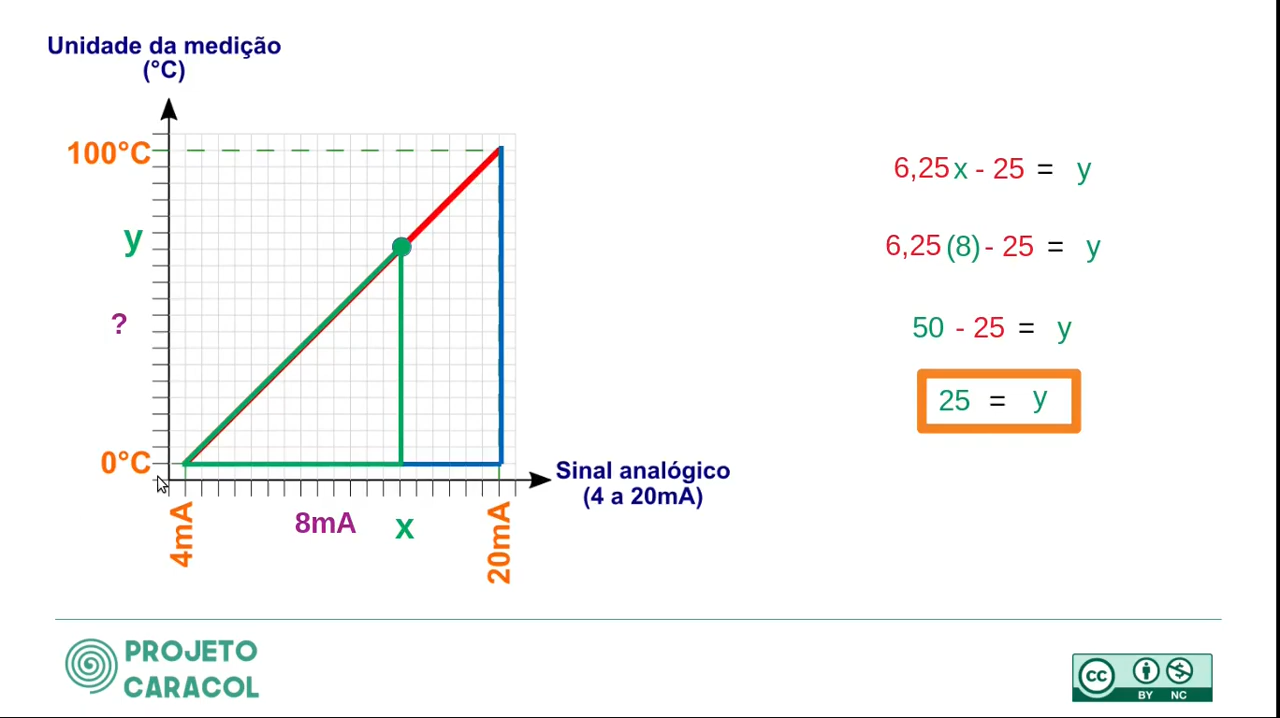 Unidade da medição
(°C)
100°C
y
?
0°C
4mA
8mA
x
20mA
Sinal analógico
(4 a 20mA)
6,25x - 25 = y
6,25(8) - 25 = y
50 - 25 = y
25 = y
PROJETO
CARACOL
cc
BY NC